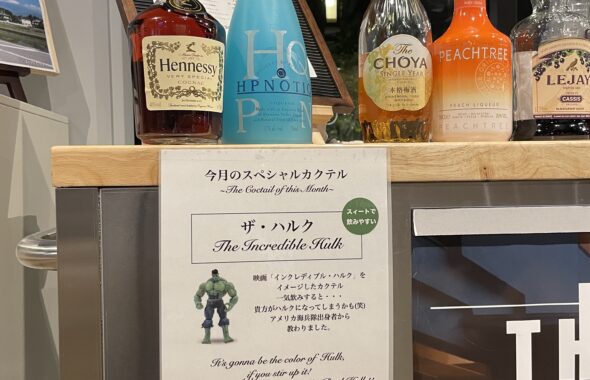 Hennessy
VERY SPECIAL
COGNAC
HPNOTIQ
The
CHOYA
SINGLE YEAR
本格梅酒
PEACHTREE
PEACH LIQUEUR
PEACHTREE
LEJAY
CASSIS
今月のスペシャルカクテル
~The Coctail of this Month~
スィートで
飲みやすい
ザ・ハルク
The Incredible Hulk
映画「インクレディブル・ハルク」を
イメージしたカクテル
一気飲みすると・・・
貴方がハルクになってしまうかも(笑)
アメリカ海兵隊出身者から
教わりました。
It's gonna be the color of Hulk,
if you stir up it!
TH